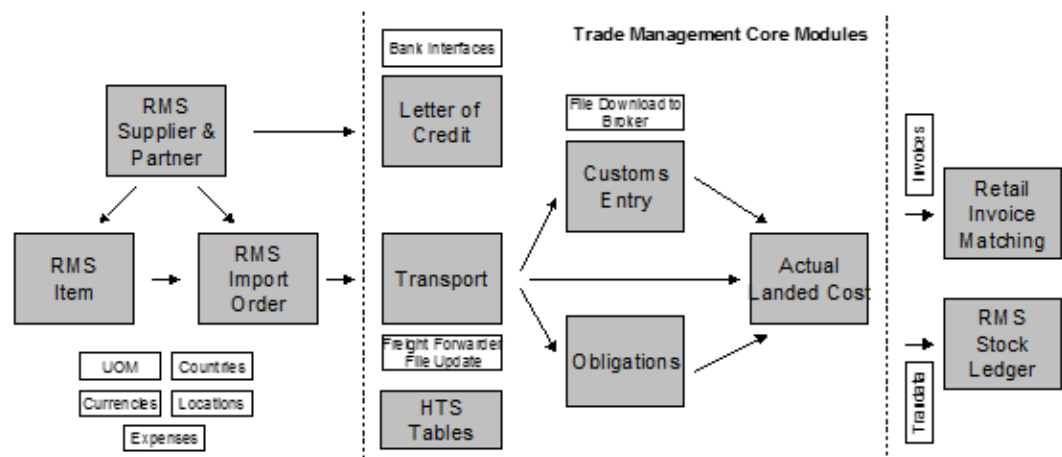 Trade Management Core Modules
Bank Interfaces
RMS
Supplier &
Partner
Letter of
Credit
File Download to
Broker
Customs
Entry
Invoices
Retail
Invoice
Matching
RMS
Item
RMS
Import
Order
Transport
Actual
Landed Cost
Freight Forwarder
File Update
Obligations
RMS
Stock
Ledger
UOM
Countries
Currencies
Locations
Expenses
HTS
Tables
Trandata